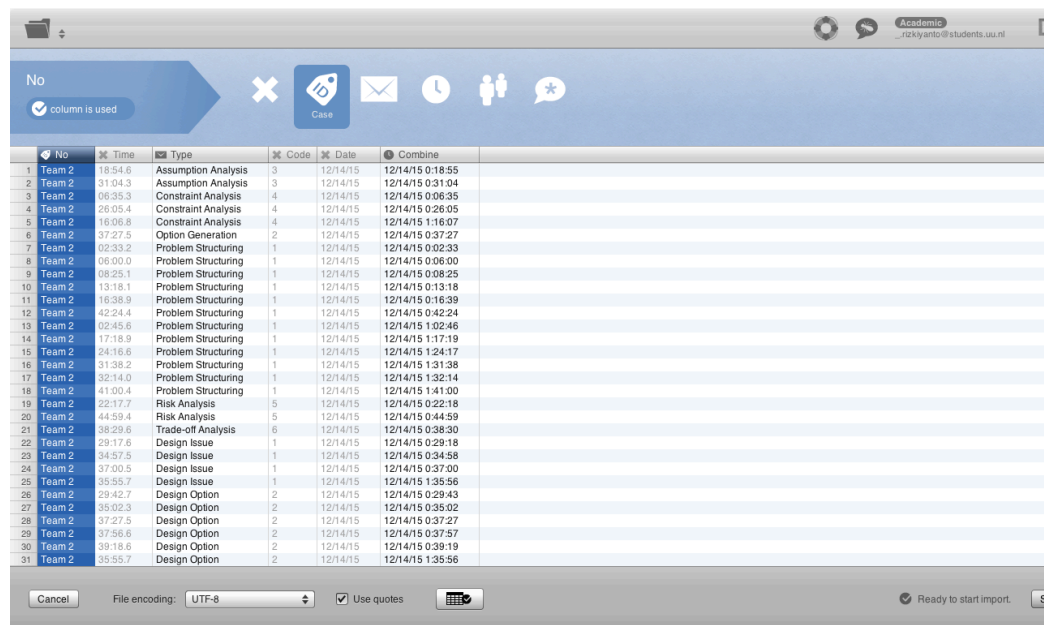 Academic
_.rizkiyanto@students.uu.nl
No
column is used
ID
Case
No Time Type Code Date Combine
1 Team 2 18:54.6 Assumption Analysis 3 12/14/15 12/14/15 0:18:55
2 Team 2 31:04.3 Assumption Analysis 3 12/14/15 12/14/15 0:31:04
3 Team 2 06:35.3 Constraint Analysis 4 12/14/15 12/14/15 0:06:35
4 Team 2 26:05.4 Constraint Analysis 4 12/14/15 12/14/15 0:26:05
5 Team 2 16:06.8 Constraint Analysis 4 12/14/15 12/14/15 1:16:07
6 Team 2 37:27.5 Option Generation 2 12/14/15 12/14/15 0:37:27
7 Team 2 02:33.2 Problem Structuring 1 12/14/15 12/14/15 0:02:33
8 Team 2 06:00.0 Problem Structuring 1 12/14/15 12/14/15 0:06:00
9 Team 2 08:25.1 Problem Structuring 1 12/14/15 12/14/15 0:08:25
10 Team 2 13:18.1 Problem Structuring 1 12/14/15 12/14/15 0:13:18
11 Team 2 16:38.9 Problem Structuring 1 12/14/15 12/14/15 0:16:39
12 Team 2 42:24.4 Problem Structuring 1 12/14/15 12/14/15 0:42:24
13 Team 2 02:45.6 Problem Structuring 1 12/14/15 12/14/15 1:02:46
14 Team 2 17:18.9 Problem Structuring 1 12/14/15 12/14/15 1:17:19
15 Team 2 24:16.6 Problem Structuring 1 12/14/15 12/14/15 1:24:17
16 Team 2 31:38.2 Problem Structuring 1 12/14/15 12/14/15 1:31:38
17 Team 2 32:14.0 Problem Structuring 1 12/14/15 12/14/15 1:32:14
18 Team 2 41:00.4 Problem Structuring 1 12/14/15 12/14/15 1:41:00
19 Team 2 22:17.7 Risk Analysis 5 12/14/15 12/14/15 0:22:18
20 Team 2 44:59.4 Risk Analysis 5 12/14/15 12/14/15 0:44:59
21 Team 2 38:29.6 Trade-off Analysis 6 12/14/15 12/14/15 0:38:30
22 Team 2 29:17.6 Design Issue 1 12/14/15 12/14/15 0:29:18
23 Team 2 34:57.5 Design Issue 1 12/14/15 12/14/15 0:34:58
24 Team 2 37:00.5 Design Issue 1 12/14/15 12/14/15 0:37:00
25 Team 2 35:55.7 Design Issue 1 12/14/15 12/14/15 1:35:56
26 Team 2 29:42.7 Design Option 2 12/14/15 12/14/15 0:29:43
27 Team 2 35:02.3 Design Option 2 12/14/15 12/14/15 0:35:02
28 Team 2 37:27.5 Design Option 2 12/14/15 12/14/15 0:37:27
29 Team 2 37:56.6 Design Option 2 12/14/15 12/14/15 0:37:57
30 Team 2 39:18.6 Design Option 2 12/14/15 12/14/15 0:39:19
31 Team 2 35:55.7 Design Option 2 12/14/15 12/14/15 1:35:56
Cancel File encoding: UTF-8 Use quotes Ready to start import.